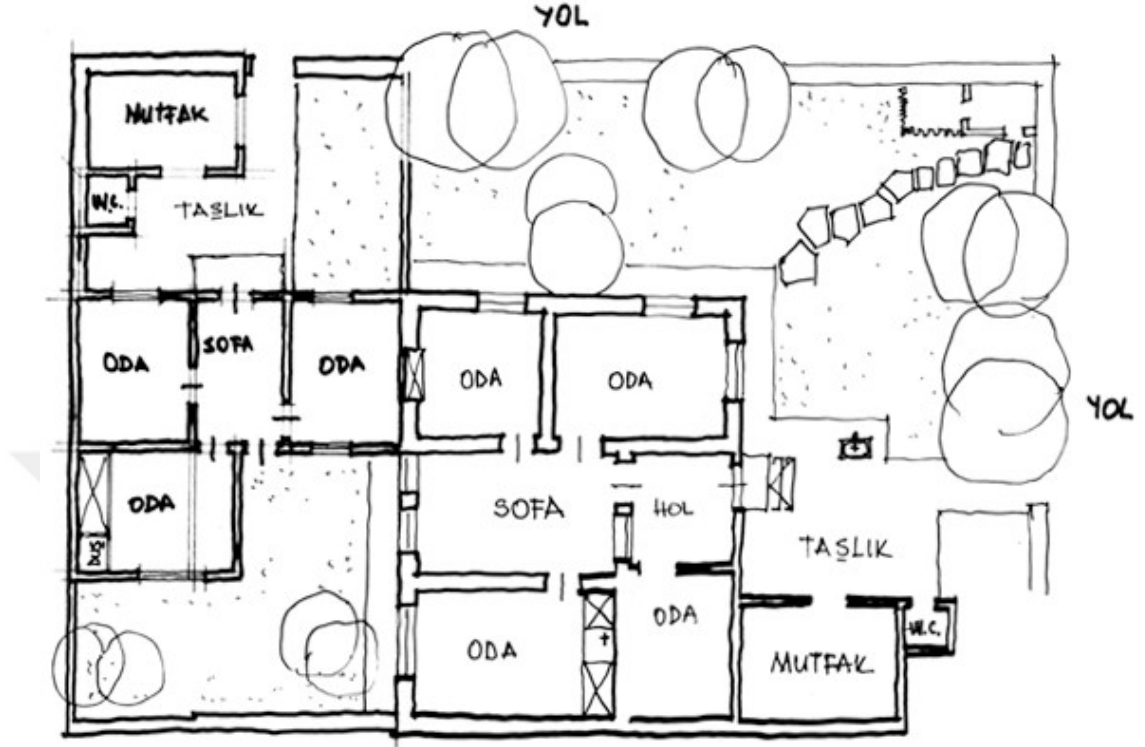 YOL
MUTFAK
W.C.
TAŞLIK
ODA
SOFA
ODA
ODA
ODA
YOL
ODA
DUŞ
SOFA
HOL
TAŞLIK
ODA
ODA
MUTFAK
W.C.